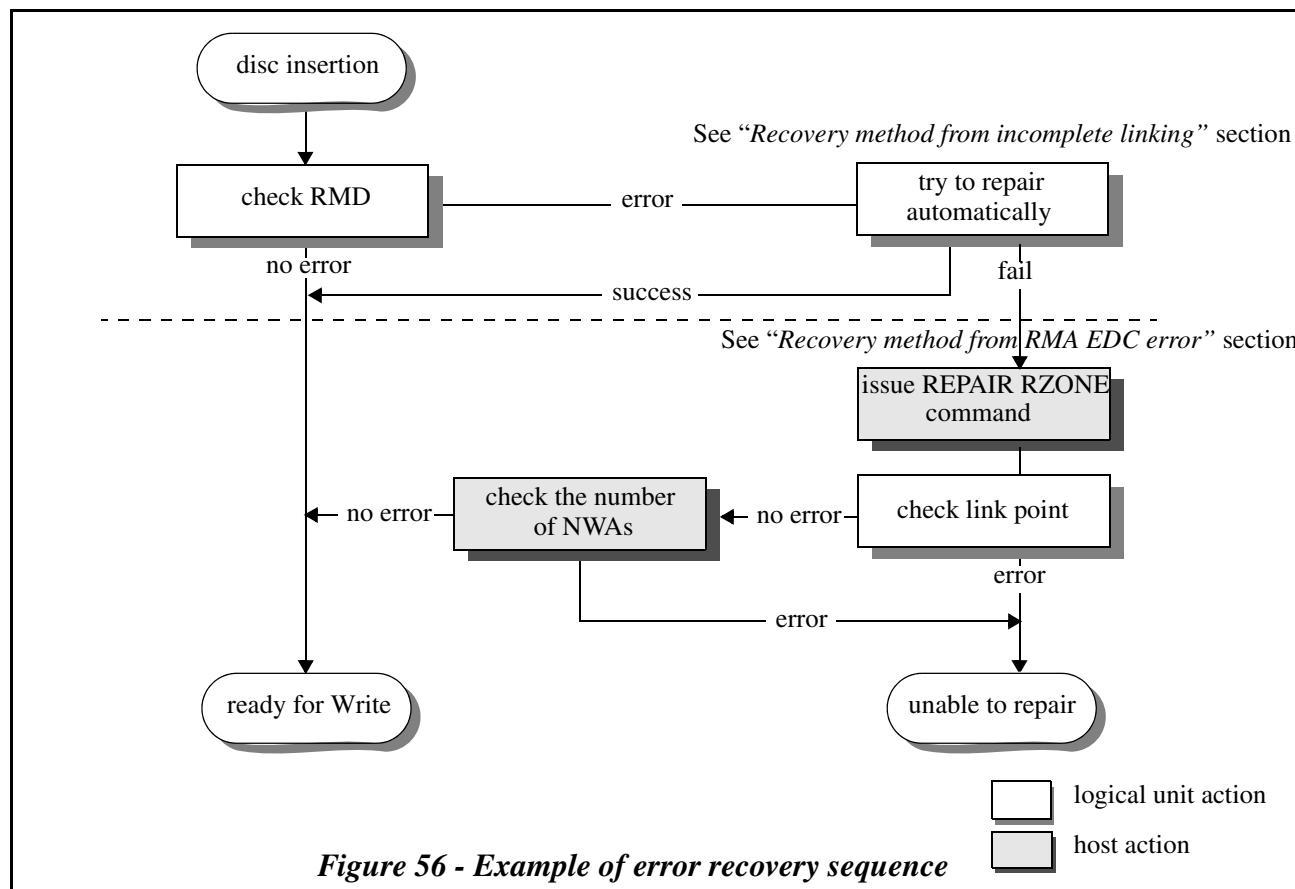 disc insertion
See “Recovery method from incomplete linking” section
check RMD
error
try to repair
automatically
no error
fail
success
See “Recovery method from RMA EDC error” section
issue REPAIR RZONE
command
check the number
of NWAs
no error
no error
check link point
error
error
ready for Write
unable to repair
logical unit action
host action
Figure 56 - Example of error recovery sequence